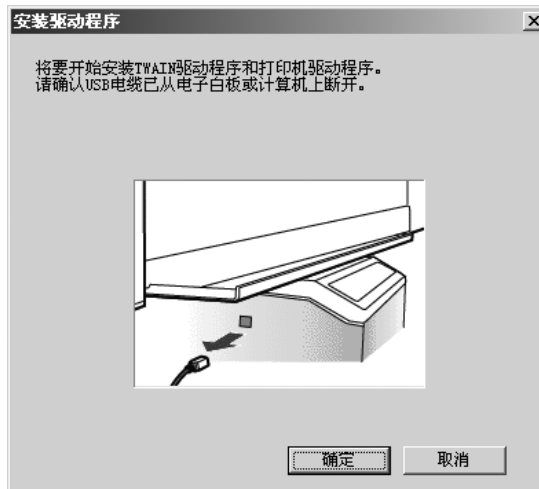 安装驱动程序
将要开始安装TWAIN驱动程序和打印机驱动程序。
请确认USB电缆已从电子白板或计算机上断开。
确定
取消